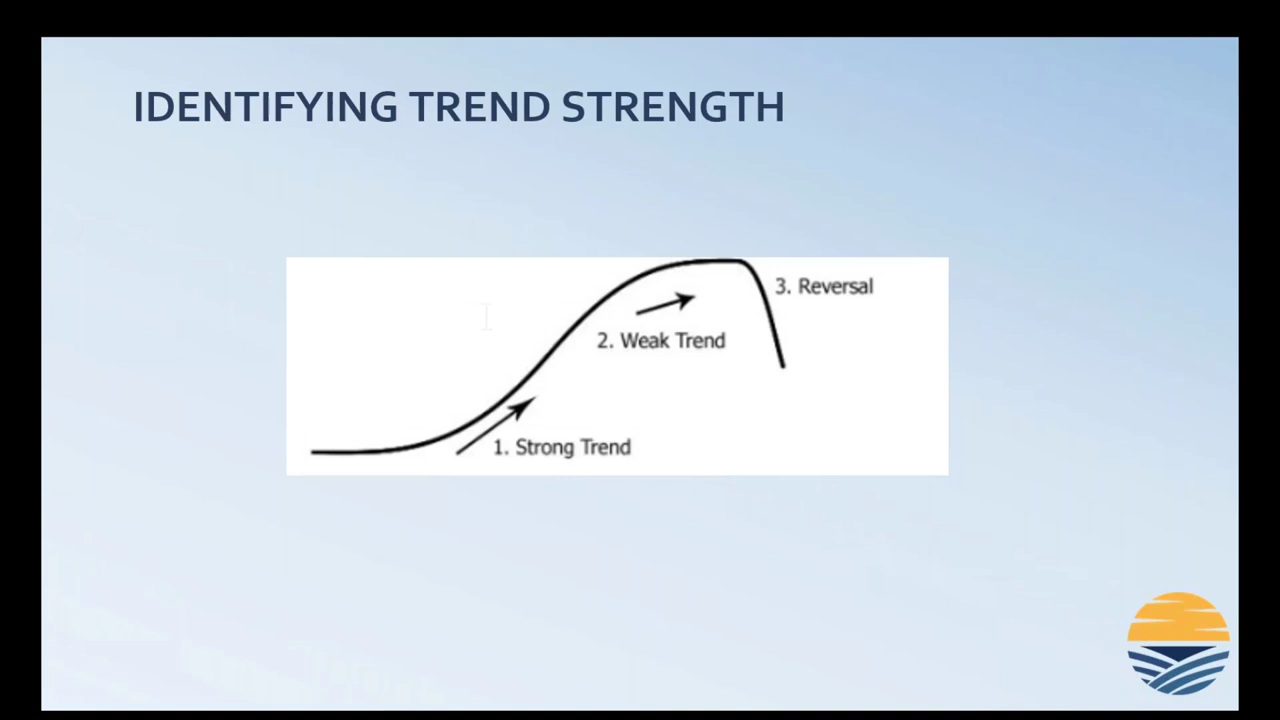 IDENTIFYING TREND STRENGTH
3. Reversal
2. Weak Trend
1. Strong Trend